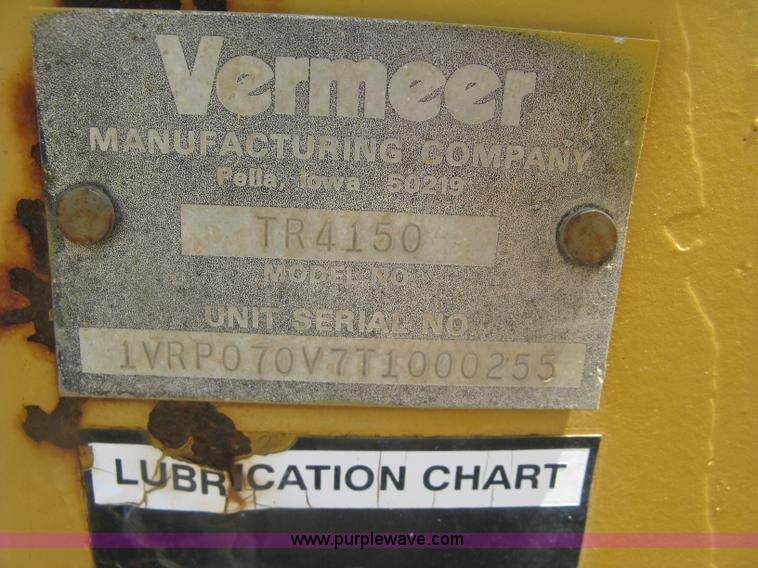 Vermeer
MANUFACTURING COMPANY
Pella, Iowa 50219
TR4150
MODEL NO.
UNIT SERIAL NO.
1VRP070V7T1000255
LUBRICATION CHART
www.purplewave.com